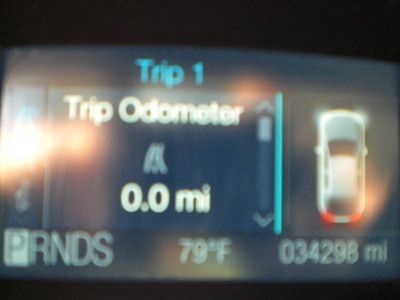 Trip 1
Trip Odometer
0.0 mi
PRNDS 79°F 034298 mi